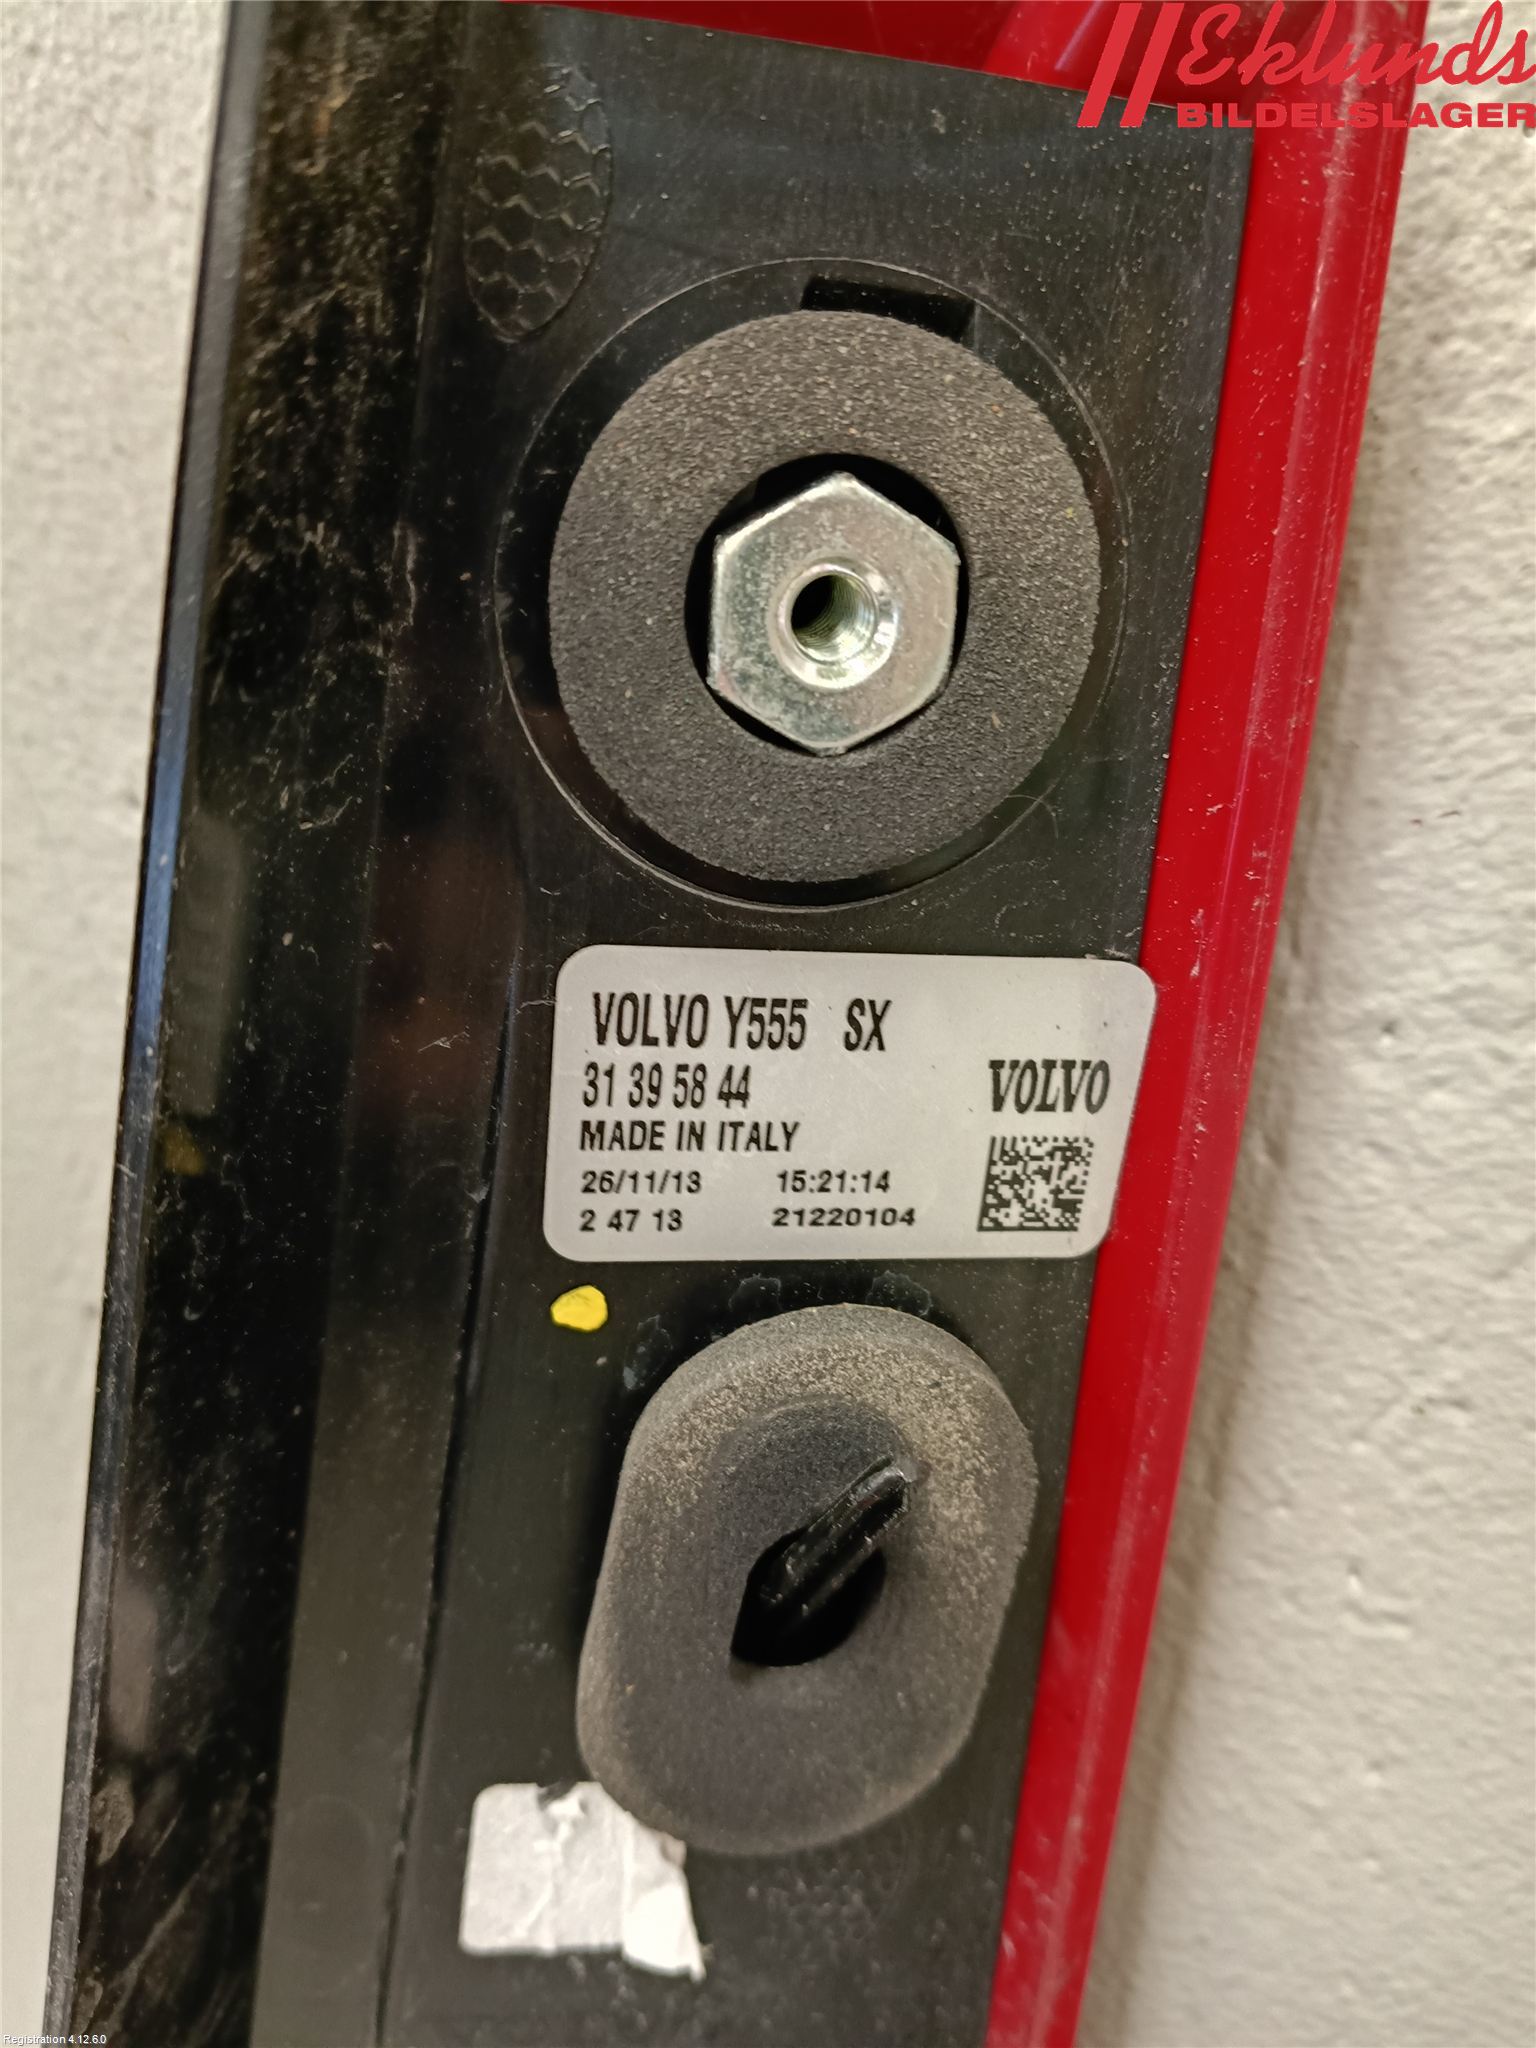 Eklunds
BILDELSLAGER
VOLVO Y555 SX
31 39 58 44
VOLVO
MADE IN ITALY
26/11/13 15:21:14
2 47 13 21220104
Registration 4.12.6.0